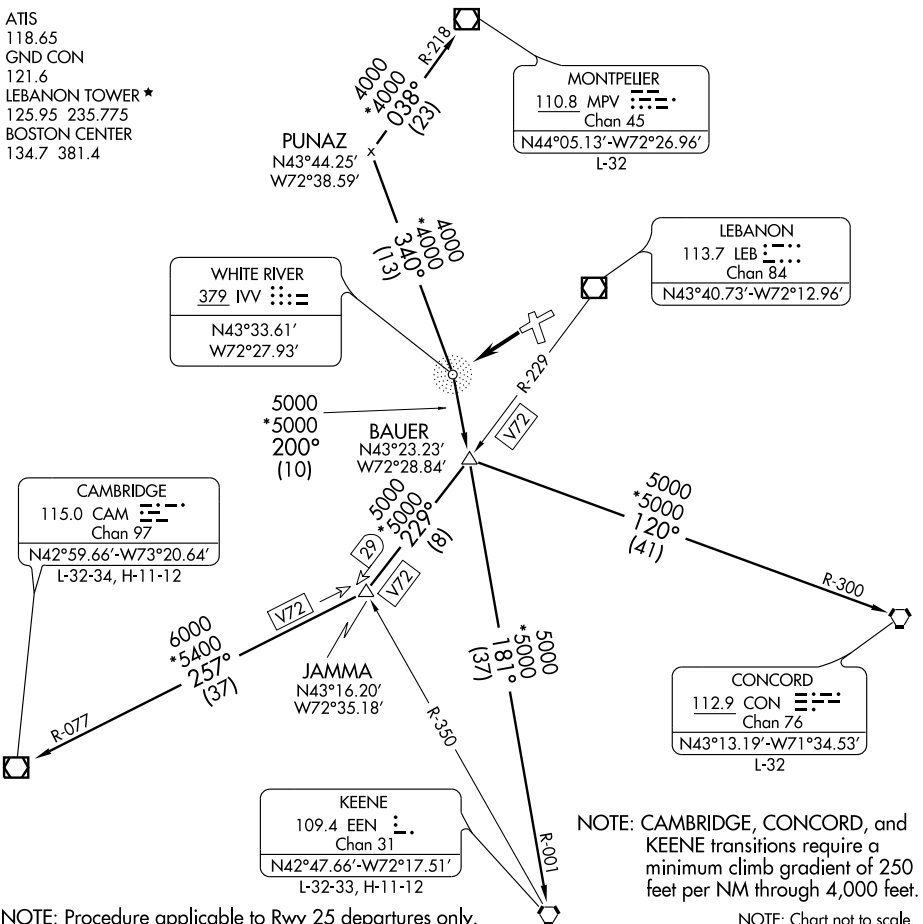 ATIS
118.65
GND CON
121.6
LEBANON TOWER ★
125.95 235.775
BOSTON CENTER
134.7 381.4
R-218
4000
*4000
038°
(23)
MONTPELIER
110.8 MPV
Chan 45
N44°05.13'-W72°26.96'
L-32
PUNAZ
N43°44.25'
W72°38.59'
x
4000
*4000
340°
(13)
LEBANON
113.7 LEB
Chan 84
N43°40.73'-W72°12.96'
WHITE RIVER
379 IVV
N43°33.61'
W72°27.93'
R-229
V72
5000
*5000
200°
(10)
BAUER
N43°23.23'
W72°28.84'
CAMBRIDGE
115.0 CAM
Chan 97
N42°59.66'-W73°20.64'
L-32-34, H-11-12
5000
*5000
229°
(8)
29
V72
V72
5000
*5000
120°
(41)
R-300
6000
*5400
257°
(37)
R-077
JAMMA
N43°16.20'
W72°35.18'
5000
*5000
181°
(37)
R-350
R-001
CONCORD
112.9 CON
Chan 76
N43°13.19'-W71°34.53'
L-32
KEENE
109.4 EEN
Chan 31
N42°47.66'-W72°17.51'
L-32-33, H-11-12
NOTE: CAMBRIDGE, CONCORD, and
KEENE transitions require a
minimum climb gradient of 250
feet per NM through 4,000 feet.
NOTE: Procedure applicable to Rwy 25 departures only.
NOTE: Chart not to scale